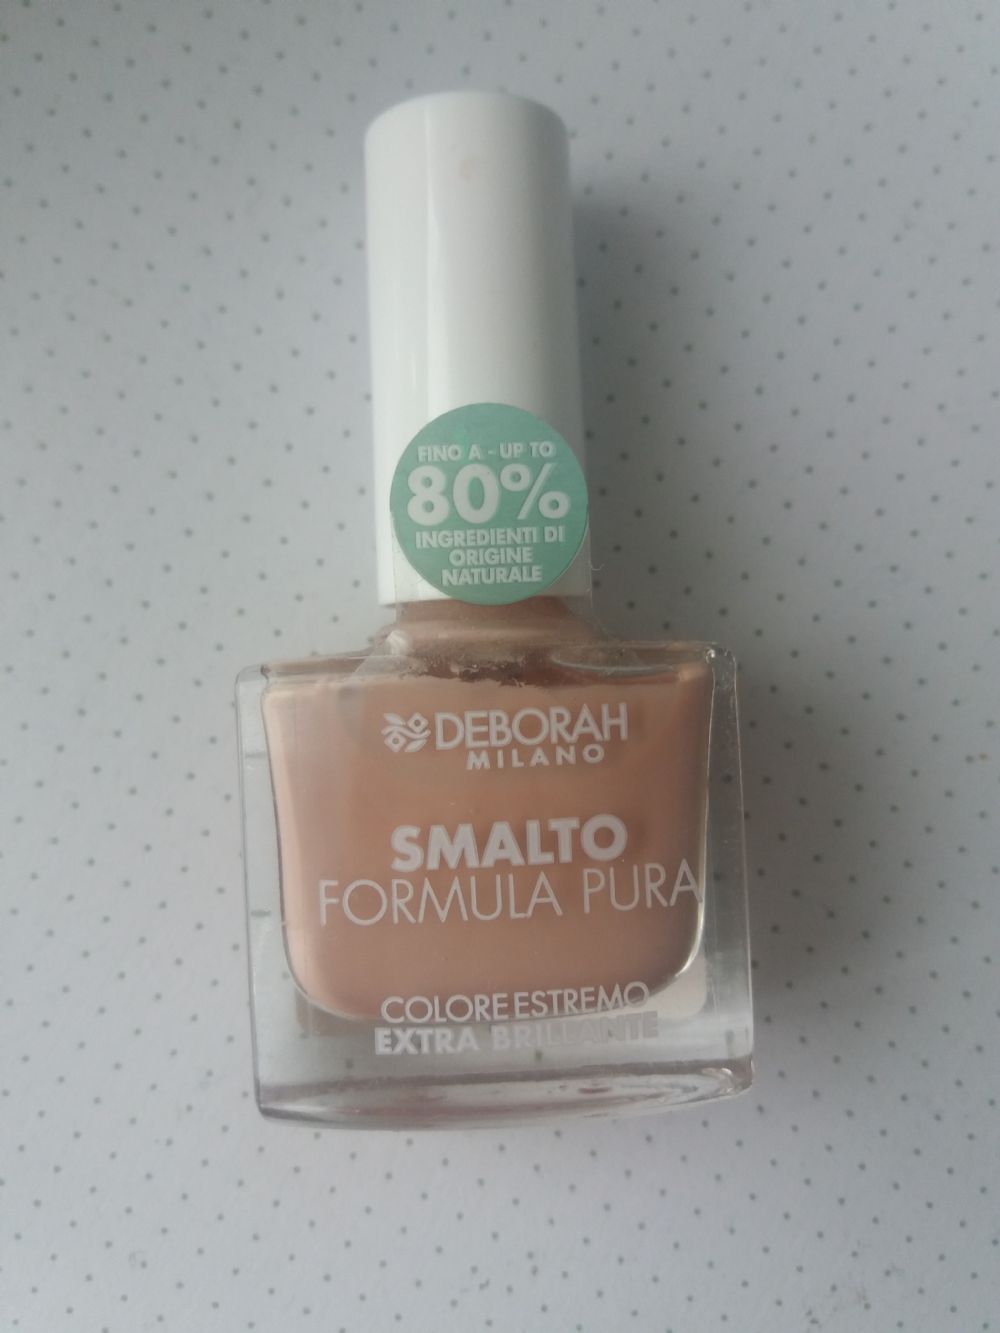 FINO A - UP TO
80%
INGREDIENTI DI
ORIGINE
NATURALE
DEBORAH
MILANO
SMALTO
FORMULA PURA
COLORE ESTREMO
EXTRA BRILLANTE